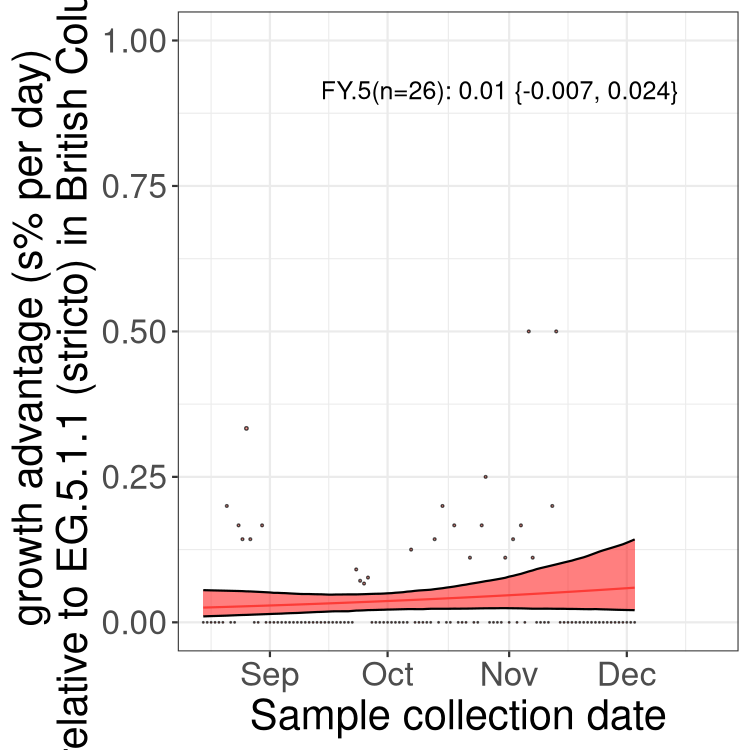 growth advantage (s% per day)
relative to EG.5.1.1 (stricto) in British
1.00
0.75
0.50
0.25
0.00
FY.5(n=26): 0.01 {-0.007, 0.024}
Sep Oct Nov Dec
Sample collection date